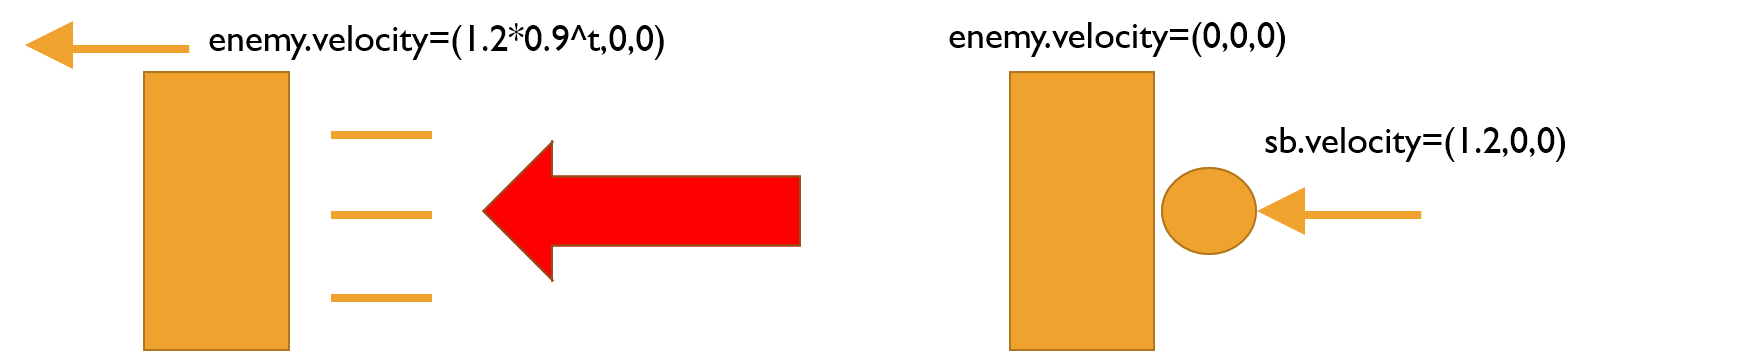 enemy.velocity=(1.2*0.9^t,0,0)
enemy.velocity=(0,0,0)
sb.velocity=(1.2,0,0)